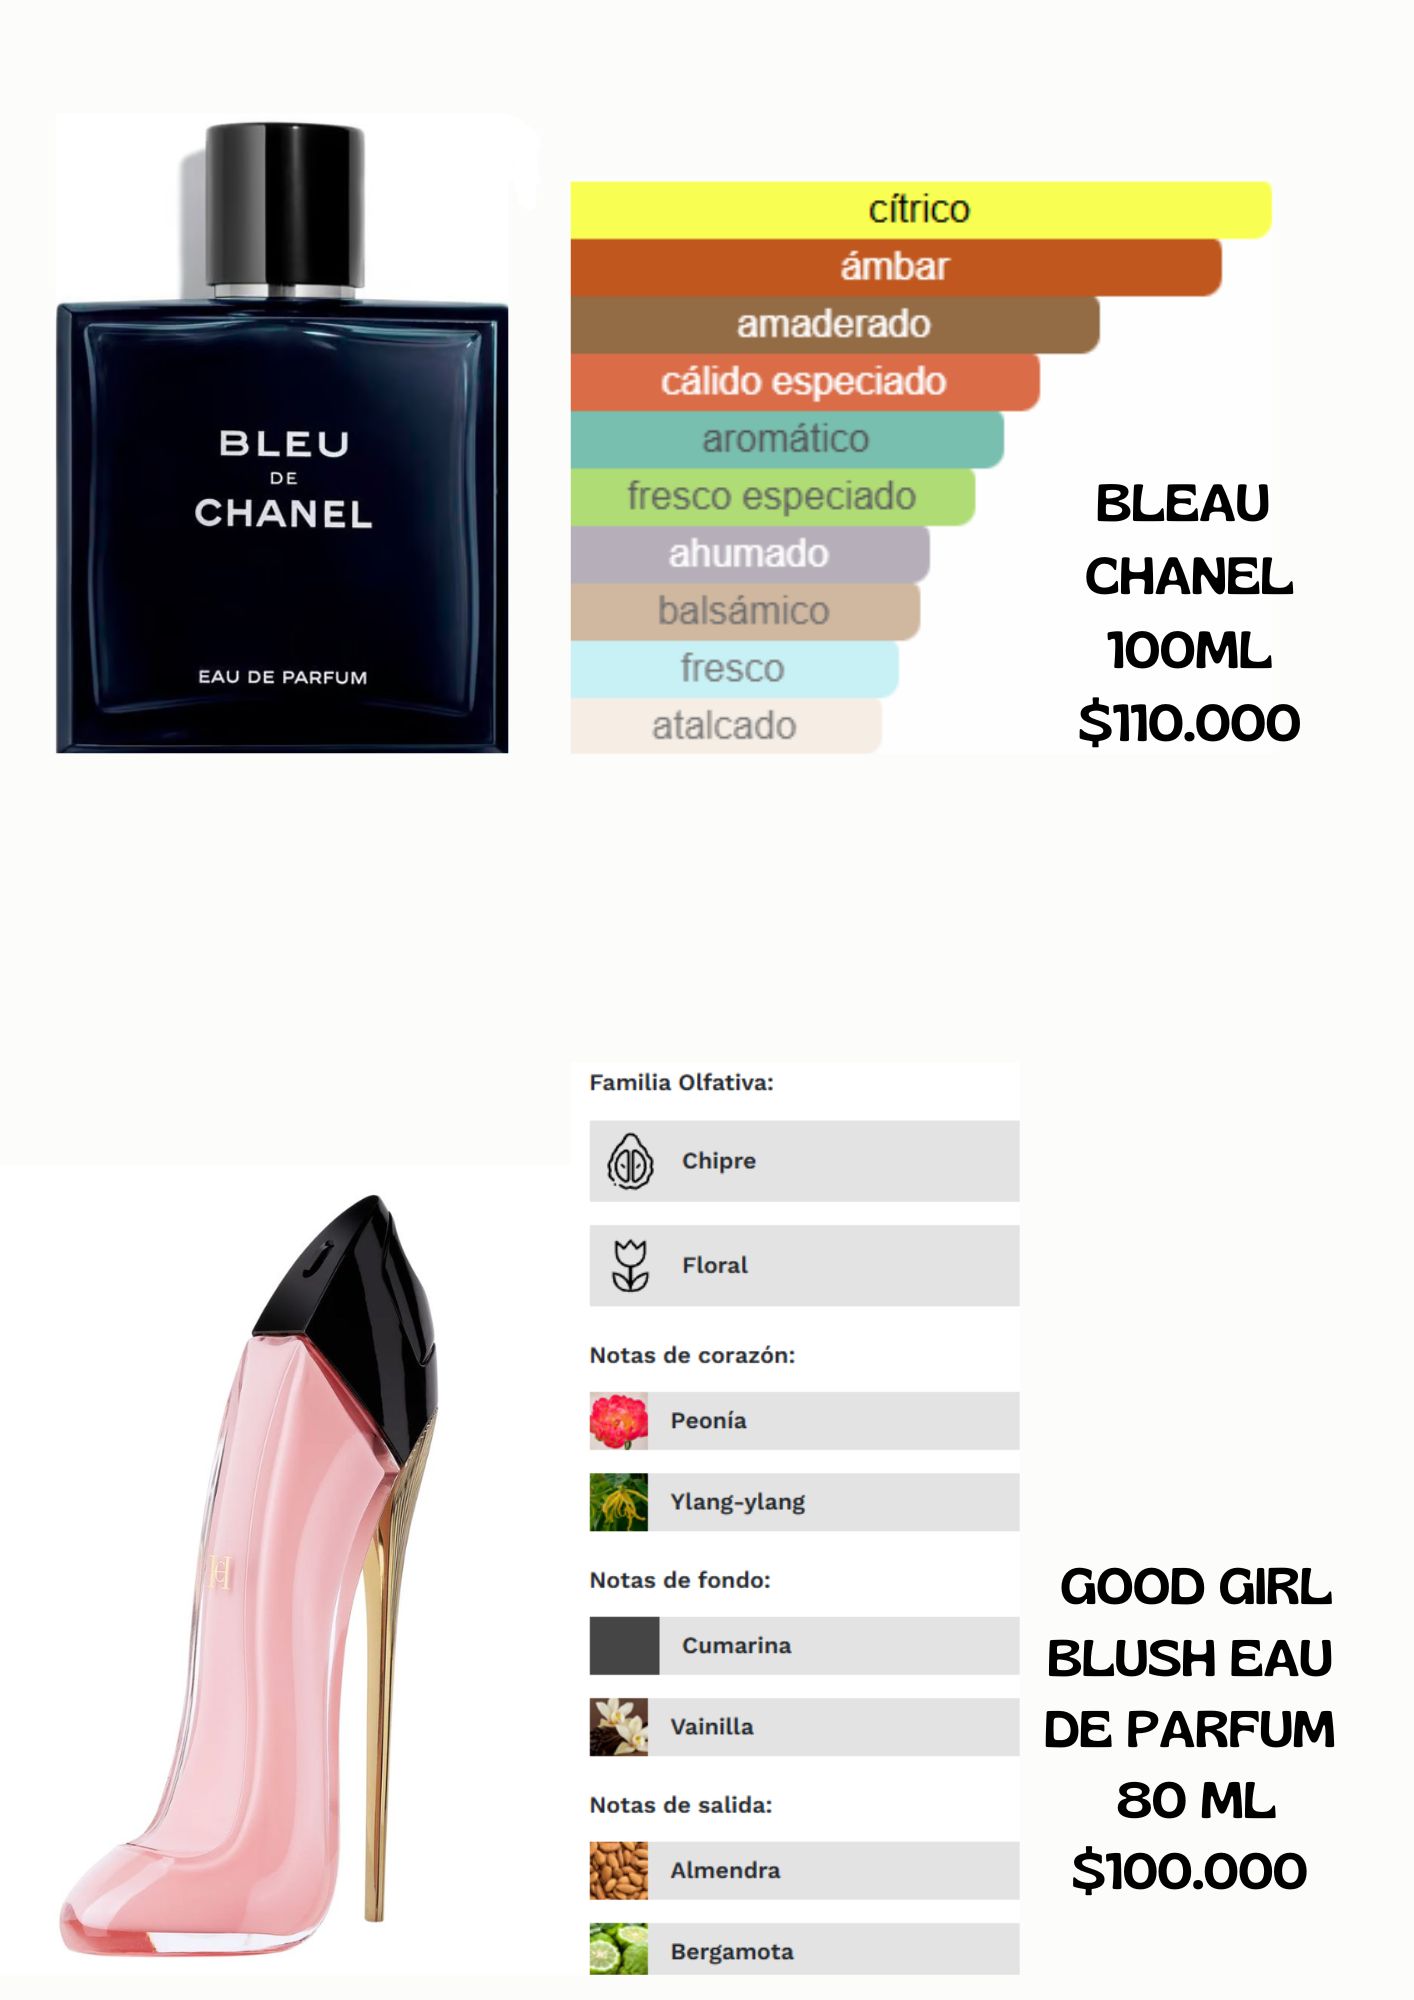 BLEU
DE
CHANEL
EAU DE PARFUM
cítrico
ámbar
amaderado
cálido especiado
aromático
fresco especiado
ahumado
balsámico
fresco
atalcado
BLEAU
CHANEL
100ML
$110.000
Familia Olfativa:
Chipre
Floral
Notas de corazón:
Peonía
Ylang-ylang
Notas de fondo:
Cumarina
Vainilla
Notas de salida:
Almendra
Bergamota
GOOD GIRL
BLUSH EAU
DE PARFUM
80 ML
$100.000